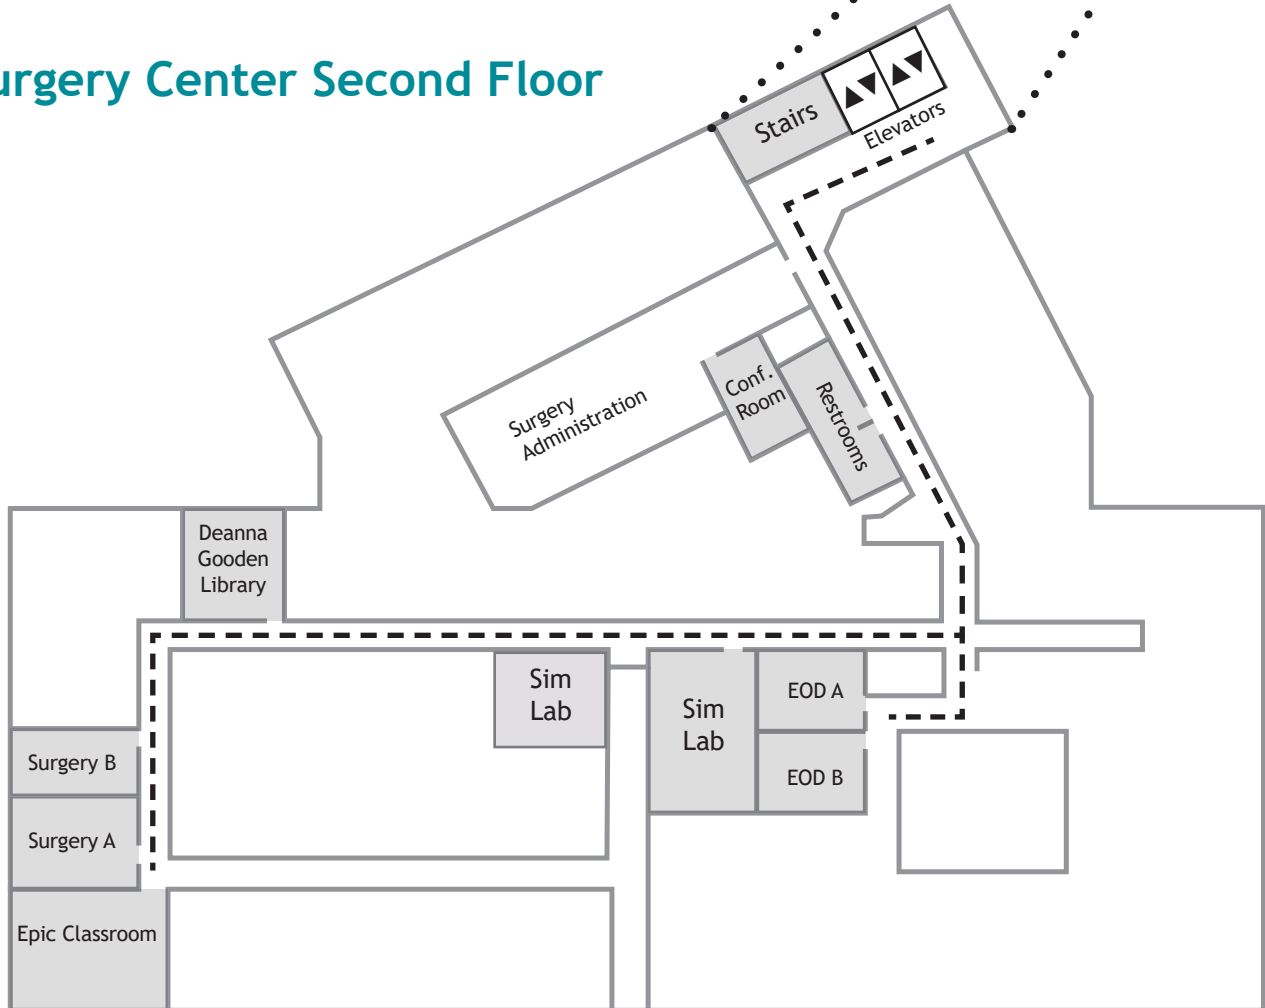 urgery Center Second Floor
Stairs
Elevators
Conf.
Room
Restrooms
Surgery
Administration
Deanna
Gooden
Library
Sim
Lab
Sim
Lab
EOD A
EOD B
Surgery B
Surgery A
Epic Classroom